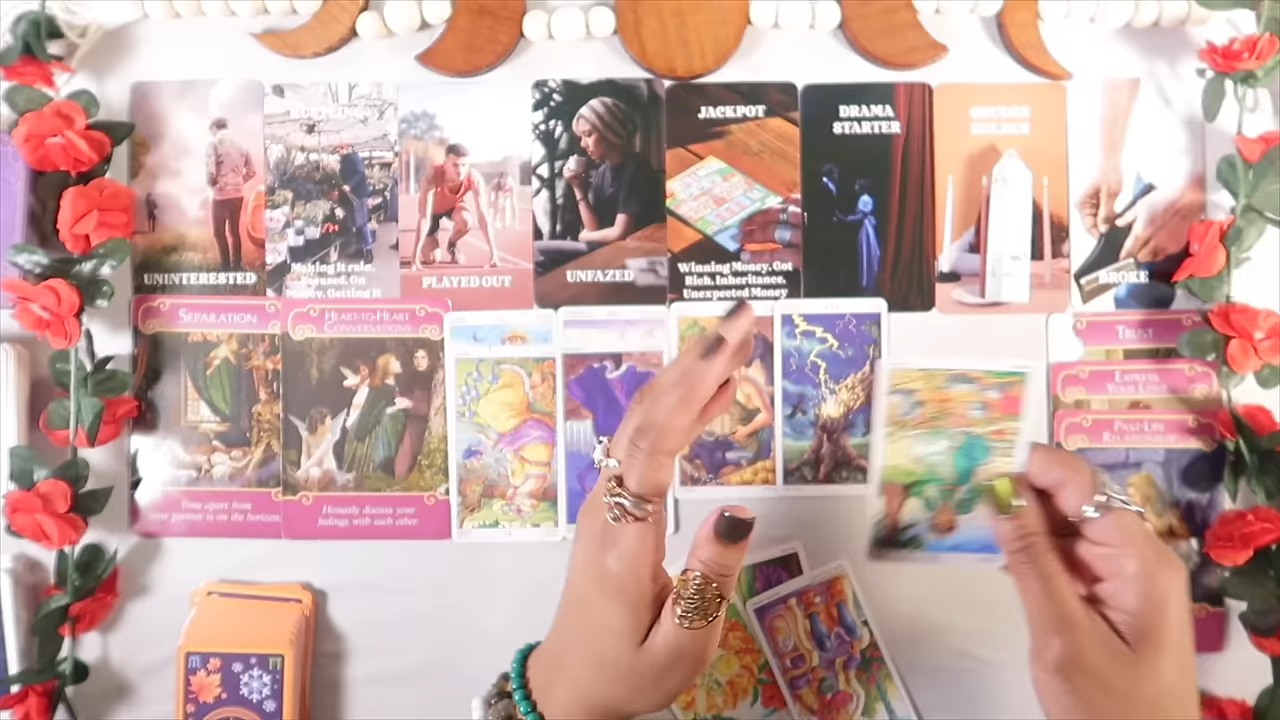 JACKPOT
DRAMA
STARTER
UNINTERESTED
Making It rain.
Focused. On
Money. Getting It
PLAYED OUT
UNFAZED
Winning Money. Got
Rich. Inheritance.
Unexpected Money
BROKE
SEPARATION
HEART-TO-HEART
CONVERSATIONS
TRUST
EXPRESS
YOUR LOVE
PAST-LIFE
RELATIONSHIP
Time apart from
your partner is on the horizon.
Honestly discuss your
feelings with each other.